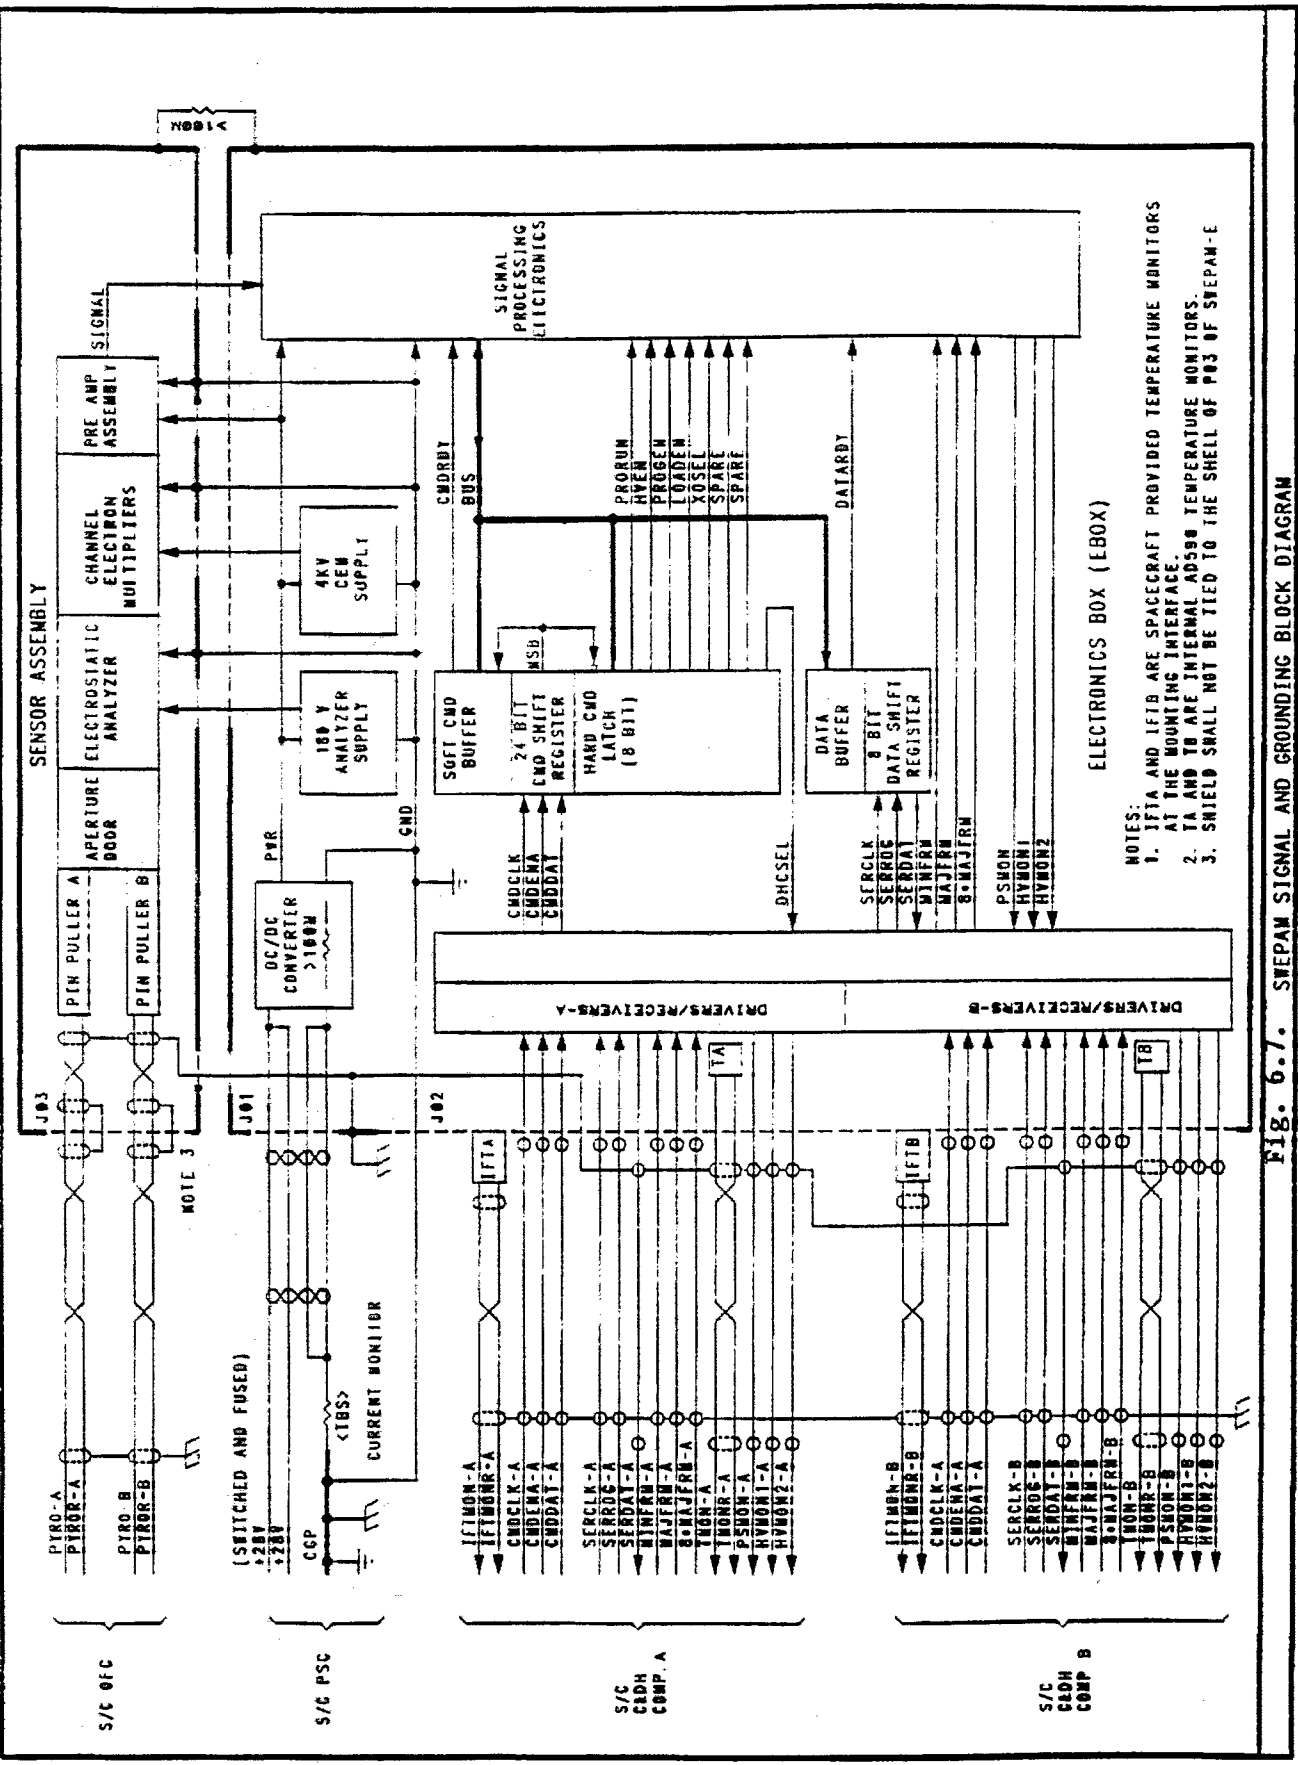 SENSOR ASSEMBLY
PIN PULLER A
PIN PULLER B
APERTURE
DOOR
ELECTROSTATIC
ANALYZER
CHANNEL
ELECTRON
MULTIPLIERS
PRE AMP
ASSEMBLY
SIGNAL
>100M
J03
J01
J02
NOTE 3
PYRO-A
PYROR-A
PYRO B
PYROR-B
S/C OFC
(SWITCHED AND FUSED)
+28V
+28V
CGP
<TBS>
CURRENT MONITOR
S/C PSC
DC/DC
CONVERTER
>100M
PWR
GND
180 V
ANALYZER
SUPPLY
4KV
CEM
SUPPLY
SIGNAL
PROCESSING
ELECTRONICS
SOFT CMD
BUFFER
24 BIT
CMD SHIFT
REGISTER
HARD CMD
LATCH
(8 BIT)
MSB
CMDRDY
BUS
PRORUN
HVEN
PROGEN
LOADEN
XOSEL
SPARE
SPARE
DATARDY
DATA
BUFFER
8 BIT
DATA SHIFT
REGISTER
CMDCLK
CMDENA
CMDDAT
DHCSEL
SERCLK
SERROG
SERDAT
MINFRM
MAJFRM
8*MAJFRM
PSMON
HVMON1
HVMON2
DRIVERS/RECEIVERS-A
DRIVERS/RECEIVERS-B
TA
TB
IFTA
IFTB
IFTMON-A
IFTMONR-A
CMDCLK-A
CMDENA-A
CMDDAT-A
SERCLK-A
SERROG-A
SERDAT-A
MINFRM-A
MAJFRM-A
8*MAJFRM-A
TMON-A
TMONR-A
PSMON-A
HVMON1-A
HVMON2-A
S/C
C&DH
COMP. A
IFTMON-B
IFTMONR-B
CMDCLK-A
CMDENA-A
CMDDAT-A
SERCLK-B
SERROG-B
SERDAT-B
MINFRM-B
MAJFRM-B
8*MAJFRM-B
TMON-B
TMONR-B
PSMON-B
HVMON1-B
HVMON2-B
S/C
C&DH
COMP B
ELECTRONICS BOX (EBOX)
NOTES:
1. IFTA AND IFTB ARE SPACECRAFT PROVIDED TEMPERATURE MONITORS
AT THE MOUNTING INTERFACE.
2. TA AND TB ARE INTERNAL AD590 TEMPERATURE MONITORS.
3. SHIELD SHALL NOT BE TIED TO THE SHELL OF P03 OF SWEPAM-E
Fig. 6.7. SWEPAM SIGNAL AND GROUNDING BLOCK DIAGRAM